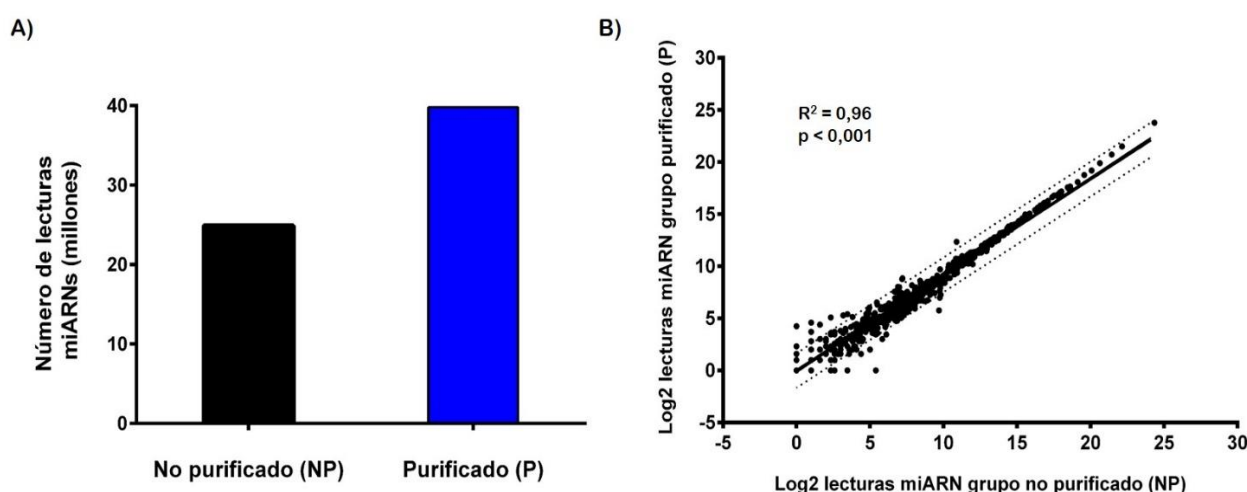 A)
Número de lecturas
miARNs (millones)
40
30
20
10
0
No purificado (NP)
Purificado (P)
B)
Log2 lecturas miARN grupo purificado (P)
30
25
20
15
10
5
0
-5
R² = 0,96
p < 0,001
-5 0 5 10 15 20 25 30
Log2 lecturas miARN grupo no purificado (NP)